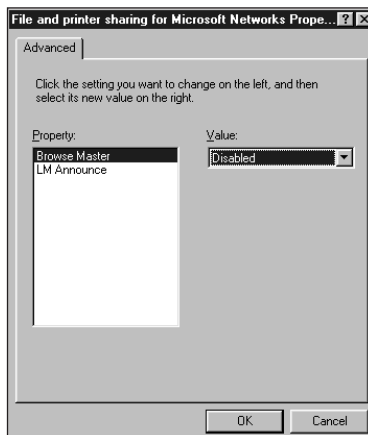 File and printer sharing for Microsoft Networks Prope...
Advanced
Click the setting you want to change on the left, and then
select its new value on the right.
Property:
Value:
Browse Master
Disabled
LM Announce
OK
Cancel